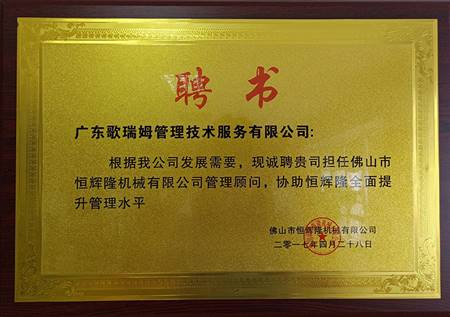 聘书
广东歌瑞姆管理技术服务有限公司:
根据我公司发展需要，现诚聘贵司担任佛山市
恒辉隆机械有限公司管理顾问，协助恒辉隆全面提
升管理水平
佛山市恒辉隆机械有限公司
二零一七年四月二十八日